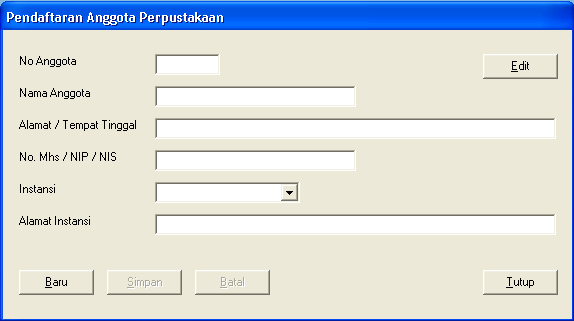 Pendaftaran Anggota Perpustakaan
No Anggota
Edit
Nama Anggota
Alamat / Tempat Tinggal
No. Mhs / NIP / NIS
Instansi
Alamat Instansi
Baru Simpan Batal Tutup